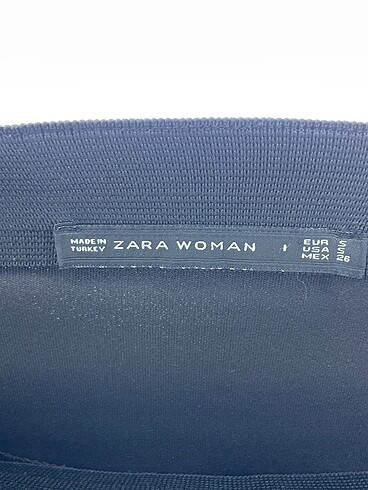 MADE IN
TURKEY
ZARA WOMAN
EUR S
USA S
MEX 26